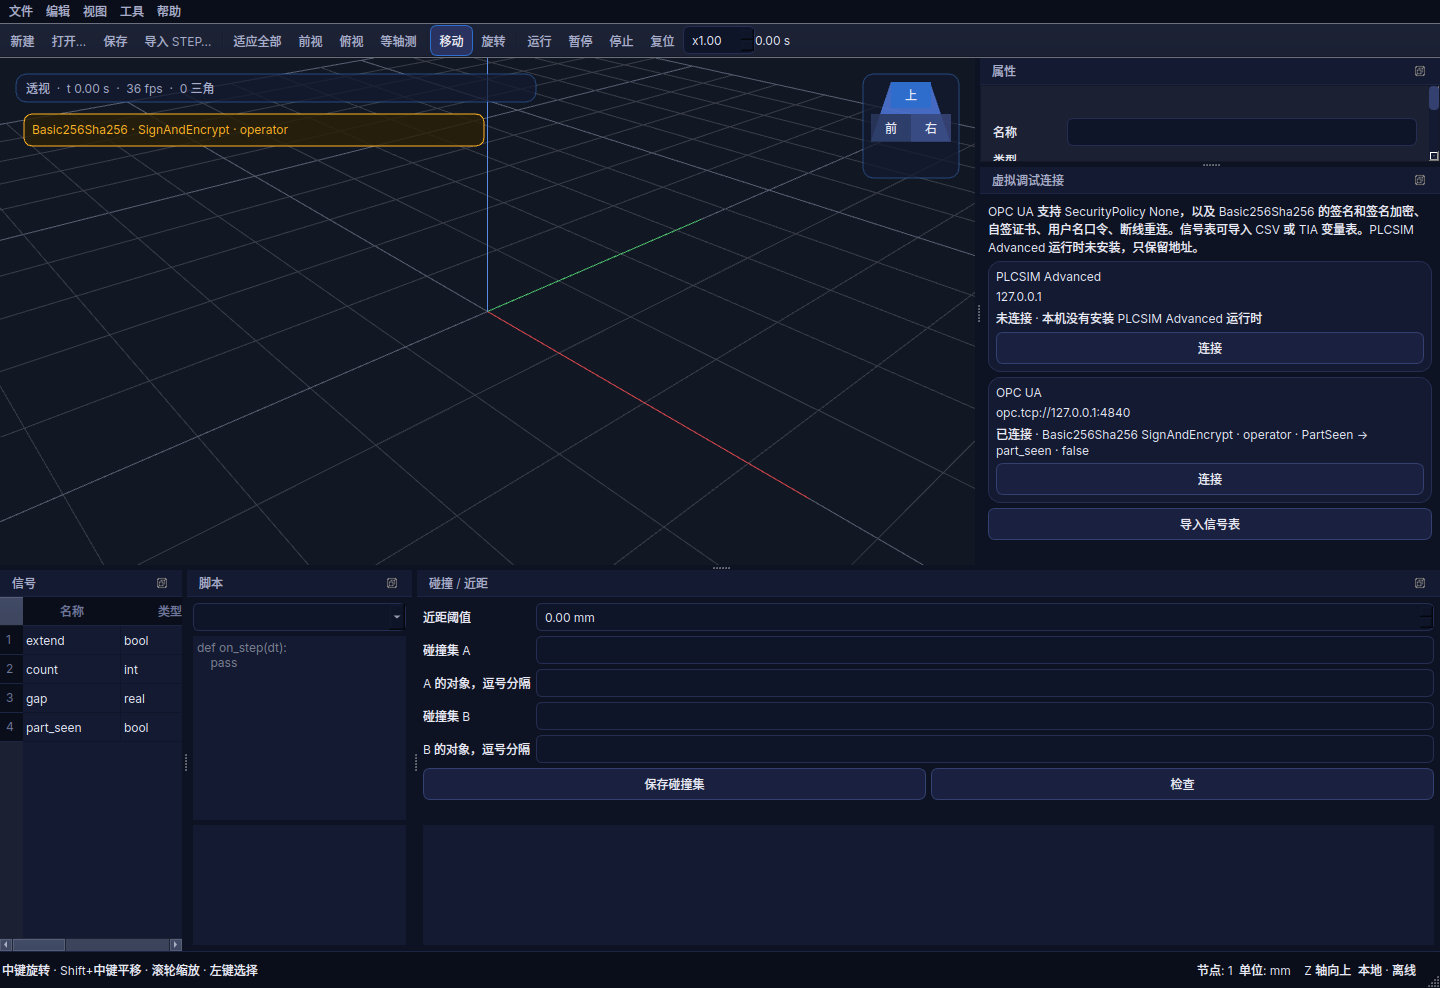 文件 编辑 视图 工具 帮助
新建 打开... 保存 导入 STEP... 适应全部 前视 俯视 等轴测 移动 旋转 运行 暂停 停止 复位 x1.00 0.00 s
透视 · t 0.00 s · 36 fps · 0 三角
Basic256Sha256 · SignAndEncrypt · operator
上
前 右
属性
名称
类型
虚拟调试连接
OPC UA 支持 SecurityPolicy None，以及 Basic256Sha256 的签名和签名加密、
自签证书、用户名口令、断线重连。信号表可导入 CSV 或 TIA 变量表。PLCSIM
Advanced 运行时未安装，只保留地址。
PLCSIM Advanced
127.0.0.1
未连接 · 本机没有安装 PLCSIM Advanced 运行时
连接
OPC UA
opc.tcp://127.0.0.1:4840
已连接 · Basic256Sha256 SignAndEncrypt · operator · PartSeen →
part_seen · false
连接
导入信号表
信号
名称 类型
1 extend bool
2 count int
3 gap real
4 part_seen bool
脚本
def on_step(dt):
    pass
碰撞 / 近距
近距阈值 0.00 mm
碰撞集 A
A 的对象，逗号分隔
碰撞集 B
B 的对象，逗号分隔
保存碰撞集 检查
中键旋转 · Shift+中键平移 · 滚轮缩放 · 左键选择
节点: 1 单位: mm Z 轴向上 本地 · 离线